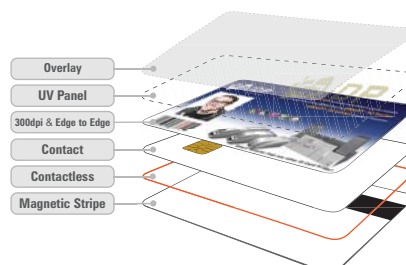 Overlay
UV Panel
300dpi & Edge to Edge
Contact
Contactless
Magnetic Stripe